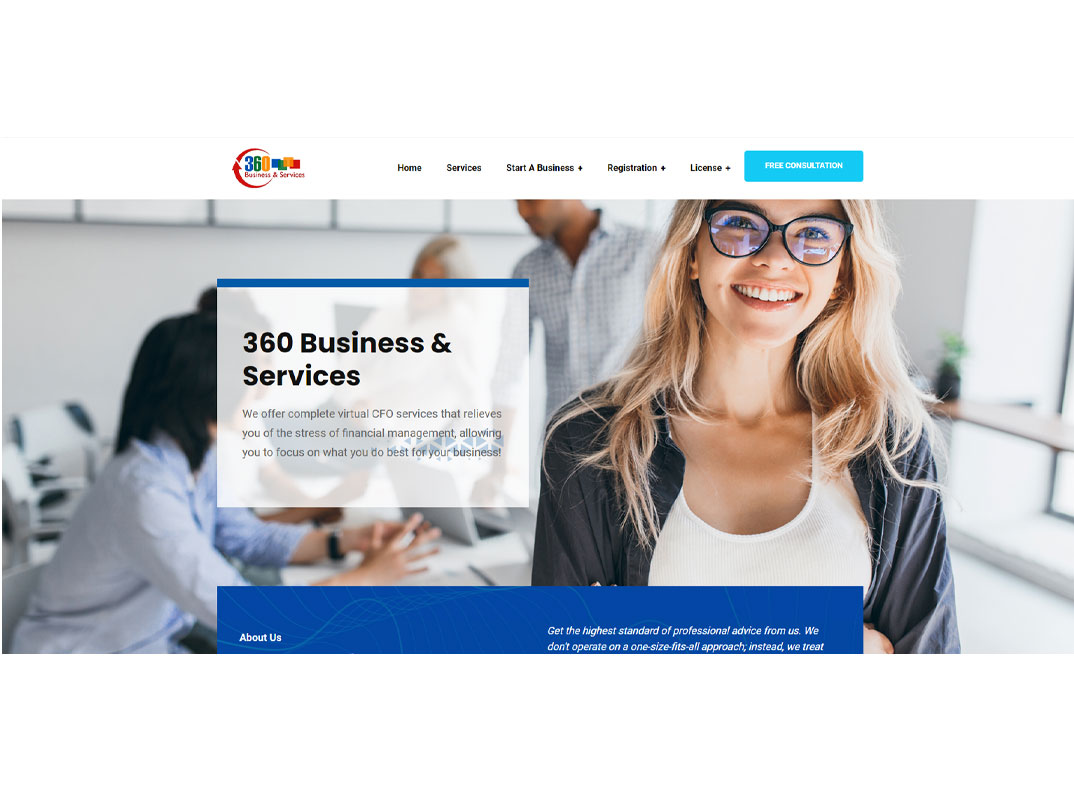 360
Business & Services
Home Services Start A Business + Registration + License + FREE CONSULTATION
360 Business &
Services
We offer complete virtual CFO services that relieves
you of the stress of financial management, allowing
you to focus on what you do best for your business!
About Us
Get the highest standard of professional advice from us. We
don't operate on a one-size-fits-all approach; instead, we treat